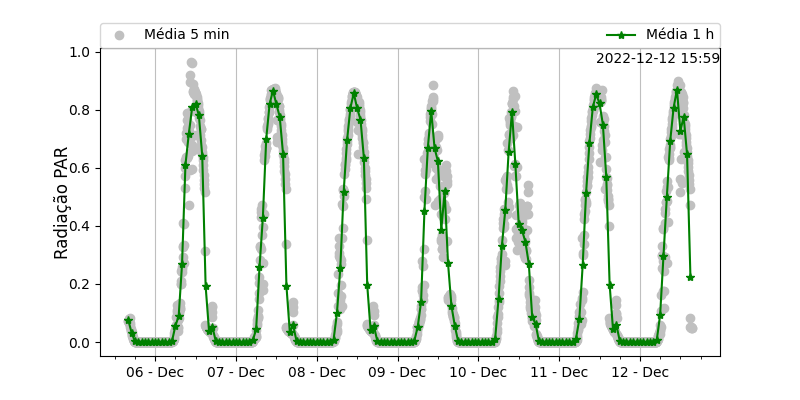 Média 5 min
Média 1 h
2022-12-12 15:59
Radiação PAR
1.0
0.8
0.6
0.4
0.2
0.0
06 - Dec
07 - Dec
08 - Dec
09 - Dec
10 - Dec
11 - Dec
12 - Dec